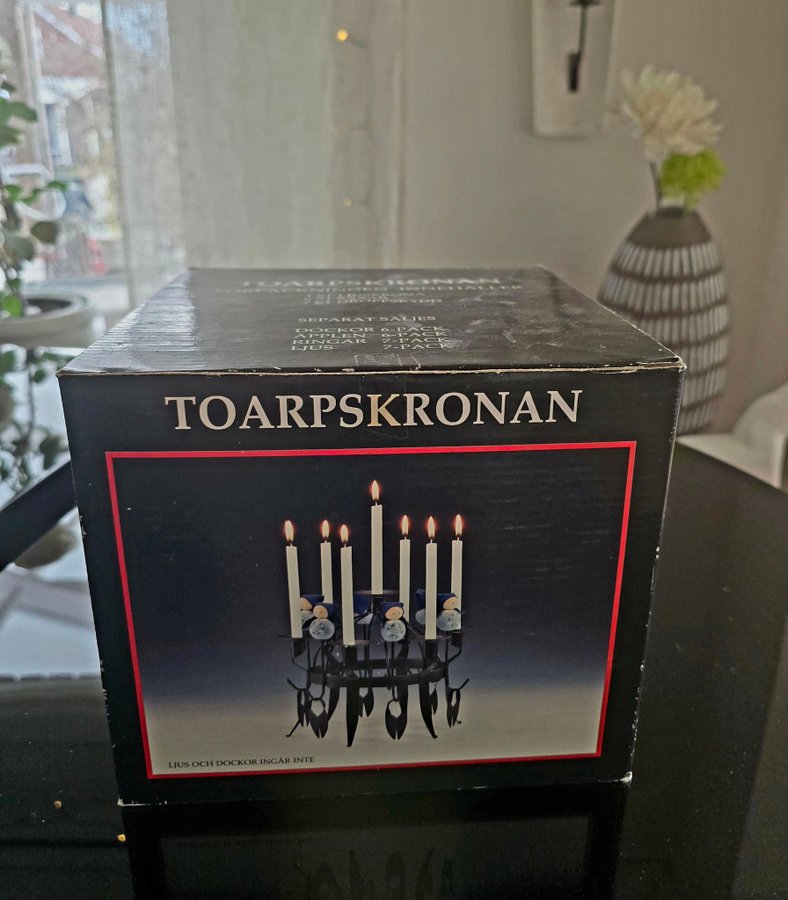 TOARPSKRONAN
SEPARAT SÄLJES
DOCKOR 6-PACK
ÄPPLEN 6-PACK
RINGAR 7-PACK
LJUS 7-PACK
TOARPSKRONAN
LJUS OCH DOCKOR INGÅR INTE